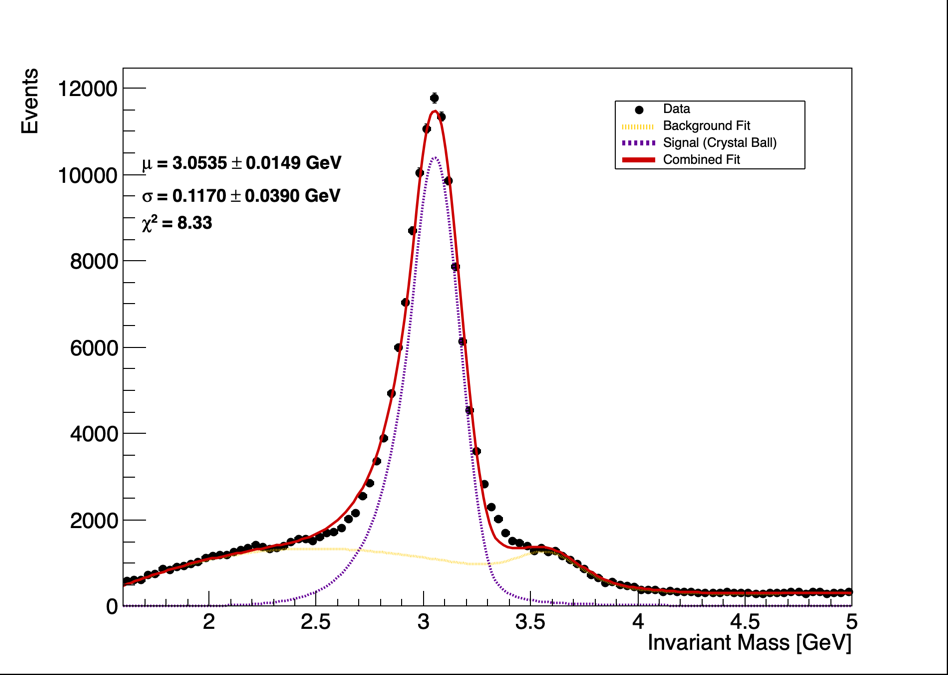 Events
12000
10000
8000
6000
4000
2000
0
μ = 3.0535 ± 0.0149 GeV
σ = 0.1170 ± 0.0390 GeV
χ² = 8.33
Data
Background Fit
Signal (Crystal Ball)
Combined Fit
2 2.5 3 3.5 4 4.5 5
Invariant Mass [GeV]